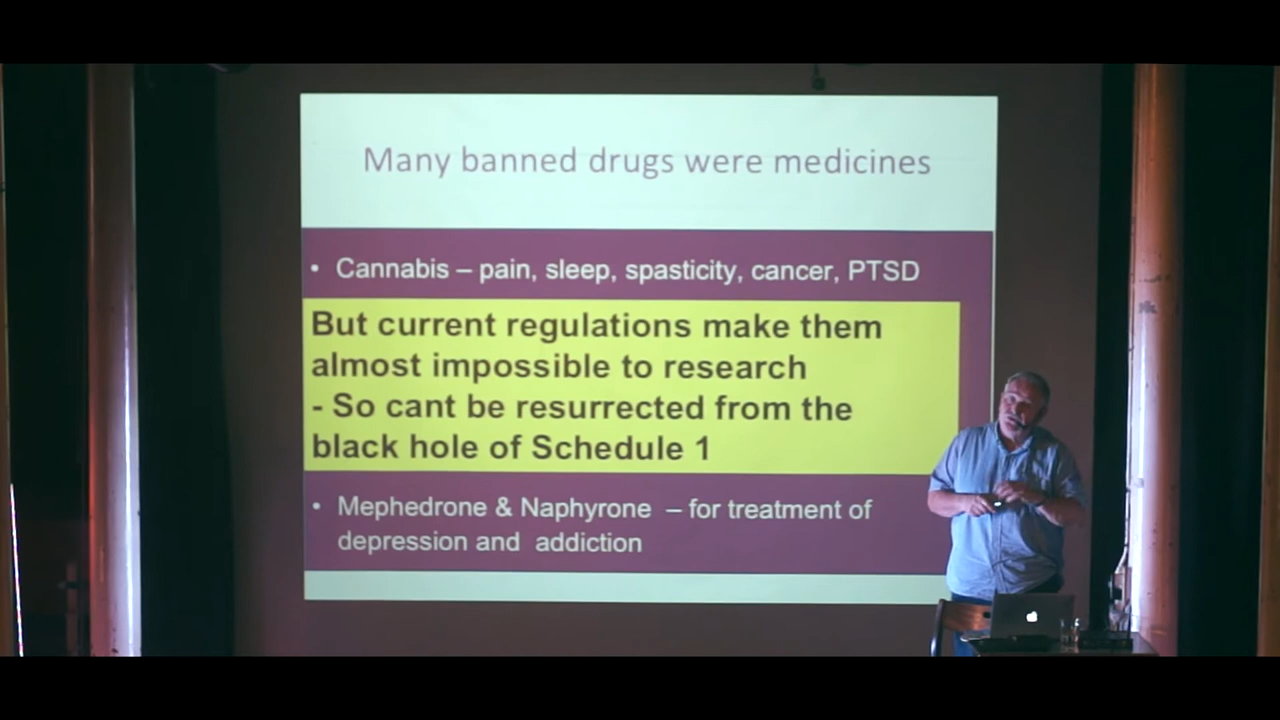 Many banned drugs were medicines
• Cannabis – pain, sleep, spasticity, cancer, PTSD
But current regulations make them
almost impossible to research
- So cant be resurrected from the
black hole of Schedule 1
• Mephedrone & Naphyrone – for treatment of
depression and addiction